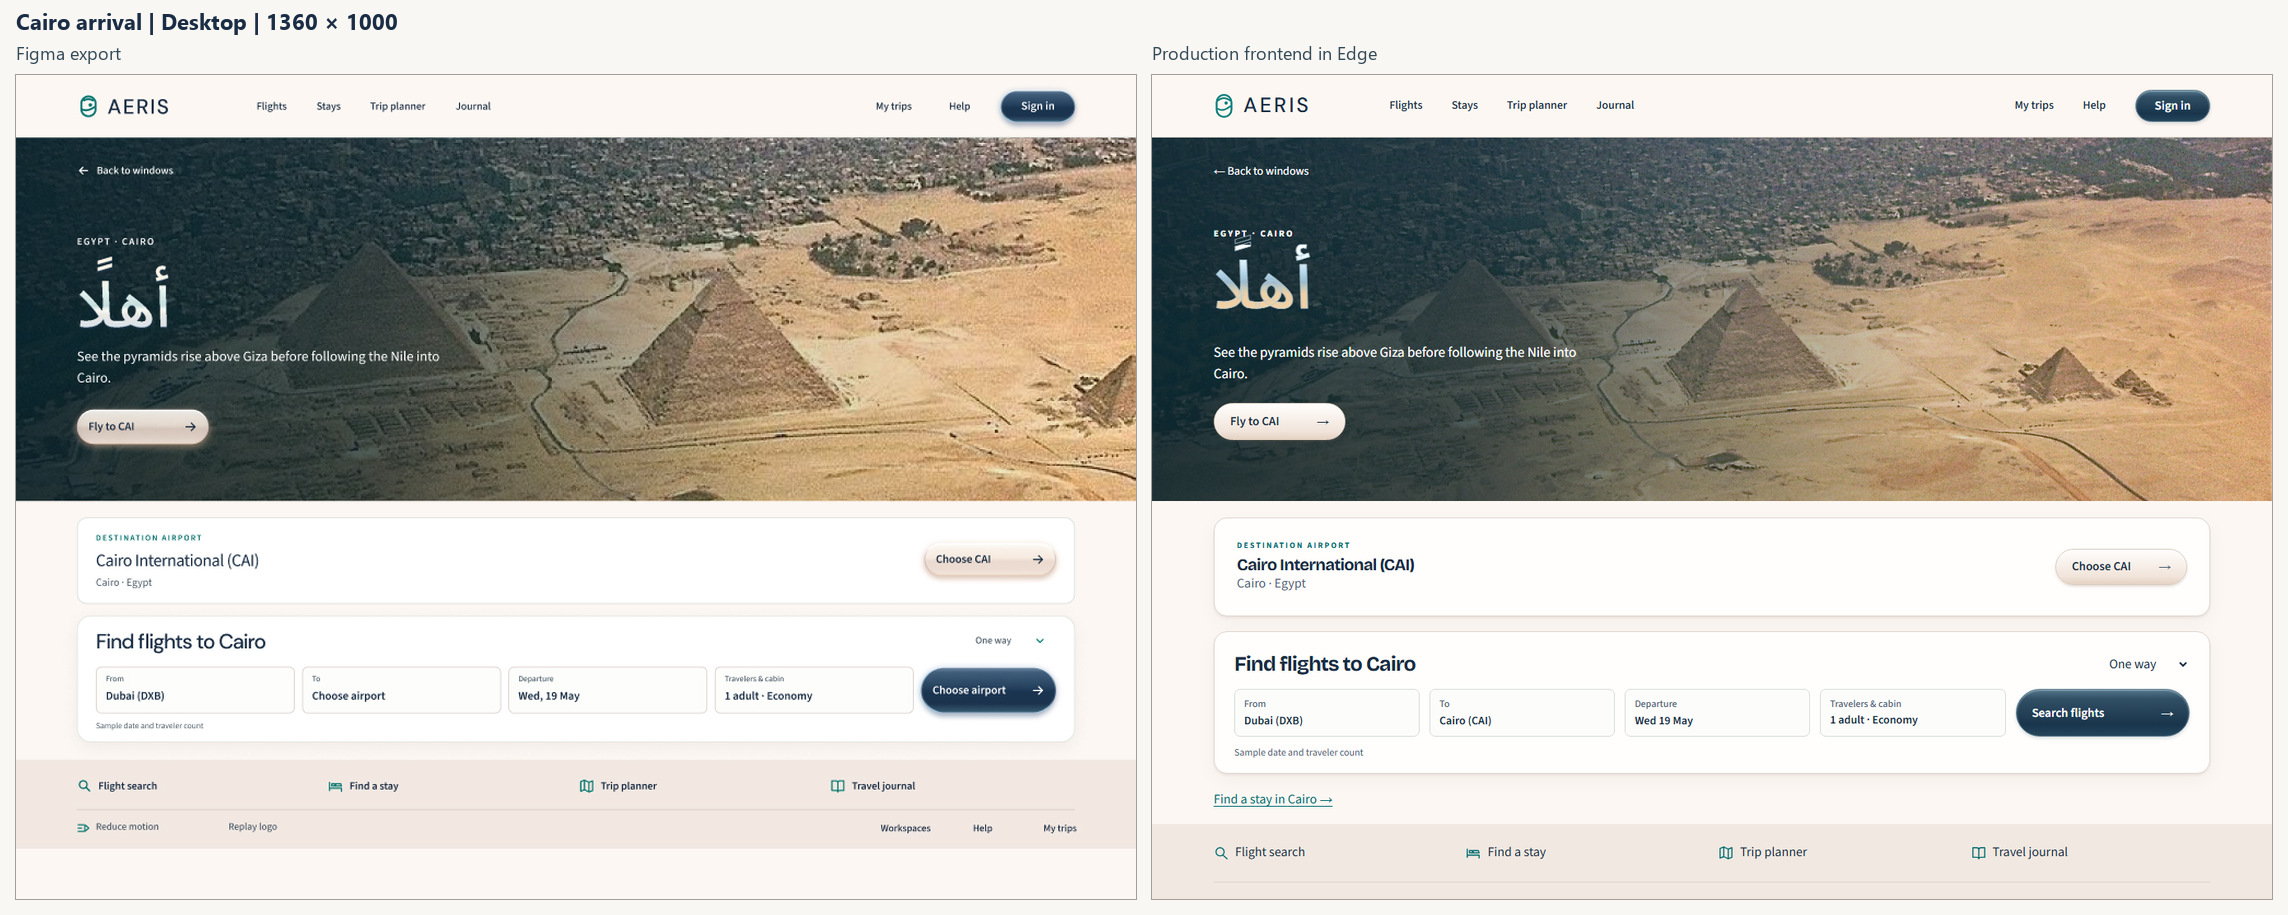 Cairo arrival | Desktop | 1360 × 1000
Figma export
AERIS
Flights Stays Trip planner Journal My trips Help Sign in
← Back to windows
EGYPT · CAIRO
أهلًا
See the pyramids rise above Giza before following the Nile into
Cairo.
Fly to CAI →
DESTINATION AIRPORT
Cairo International (CAI)
Cairo · Egypt
Choose CAI →
Find flights to Cairo
One way
From
Dubai (DXB)
To
Choose airport
Departure
Wed, 19 May
Travelers & cabin
1 adult · Economy
Choose airport →
Sample date and traveler count
Flight search Find a stay Trip planner Travel journal
Reduce motion Replay logo Workspaces Help My trips
Production frontend in Edge
AERIS
Flights Stays Trip planner Journal My trips Help Sign in
← Back to windows
EGYPT · CAIRO
أهلًا
See the pyramids rise above Giza before following the Nile into
Cairo.
Fly to CAI →
DESTINATION AIRPORT
Cairo International (CAI)
Cairo · Egypt
Choose CAI →
Find flights to Cairo
One way
From
Dubai (DXB)
To
Cairo (CAI)
Departure
Wed 19 May
Travelers & cabin
1 adult · Economy
Search flights →
Sample date and traveler count
Find a stay in Cairo →
Flight search Find a stay Trip planner Travel journal